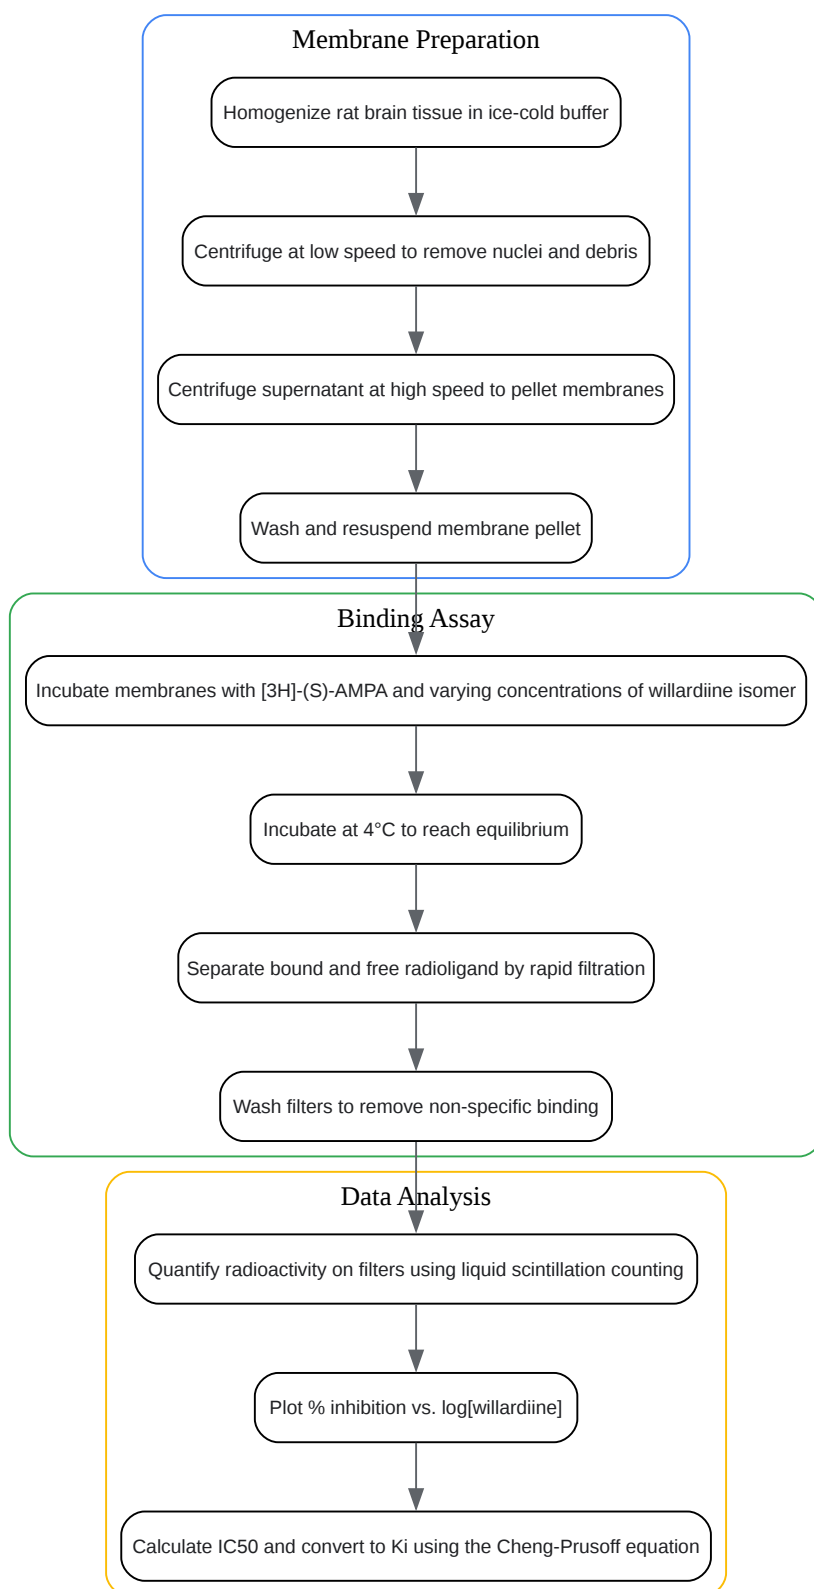 Membrane Preparation
Homogenize rat brain tissue in ice-cold buffer
Centrifuge at low speed to remove nuclei and debris
Centrifuge supernatant at high speed to pellet membranes
Wash and resuspend membrane pellet
Binding Assay
Incubate membranes with [3H]-(S)-AMPA and varying concentrations of willardiine isomer
Incubate at 4°C to reach equilibrium
Separate bound and free radioligand by rapid filtration
Wash filters to remove non-specific binding
Data Analysis
Quantify radioactivity on filters using liquid scintillation counting
Plot % inhibition vs. log[willardiine]
Calculate IC50 and convert to Ki using the Cheng-Prusoff equation